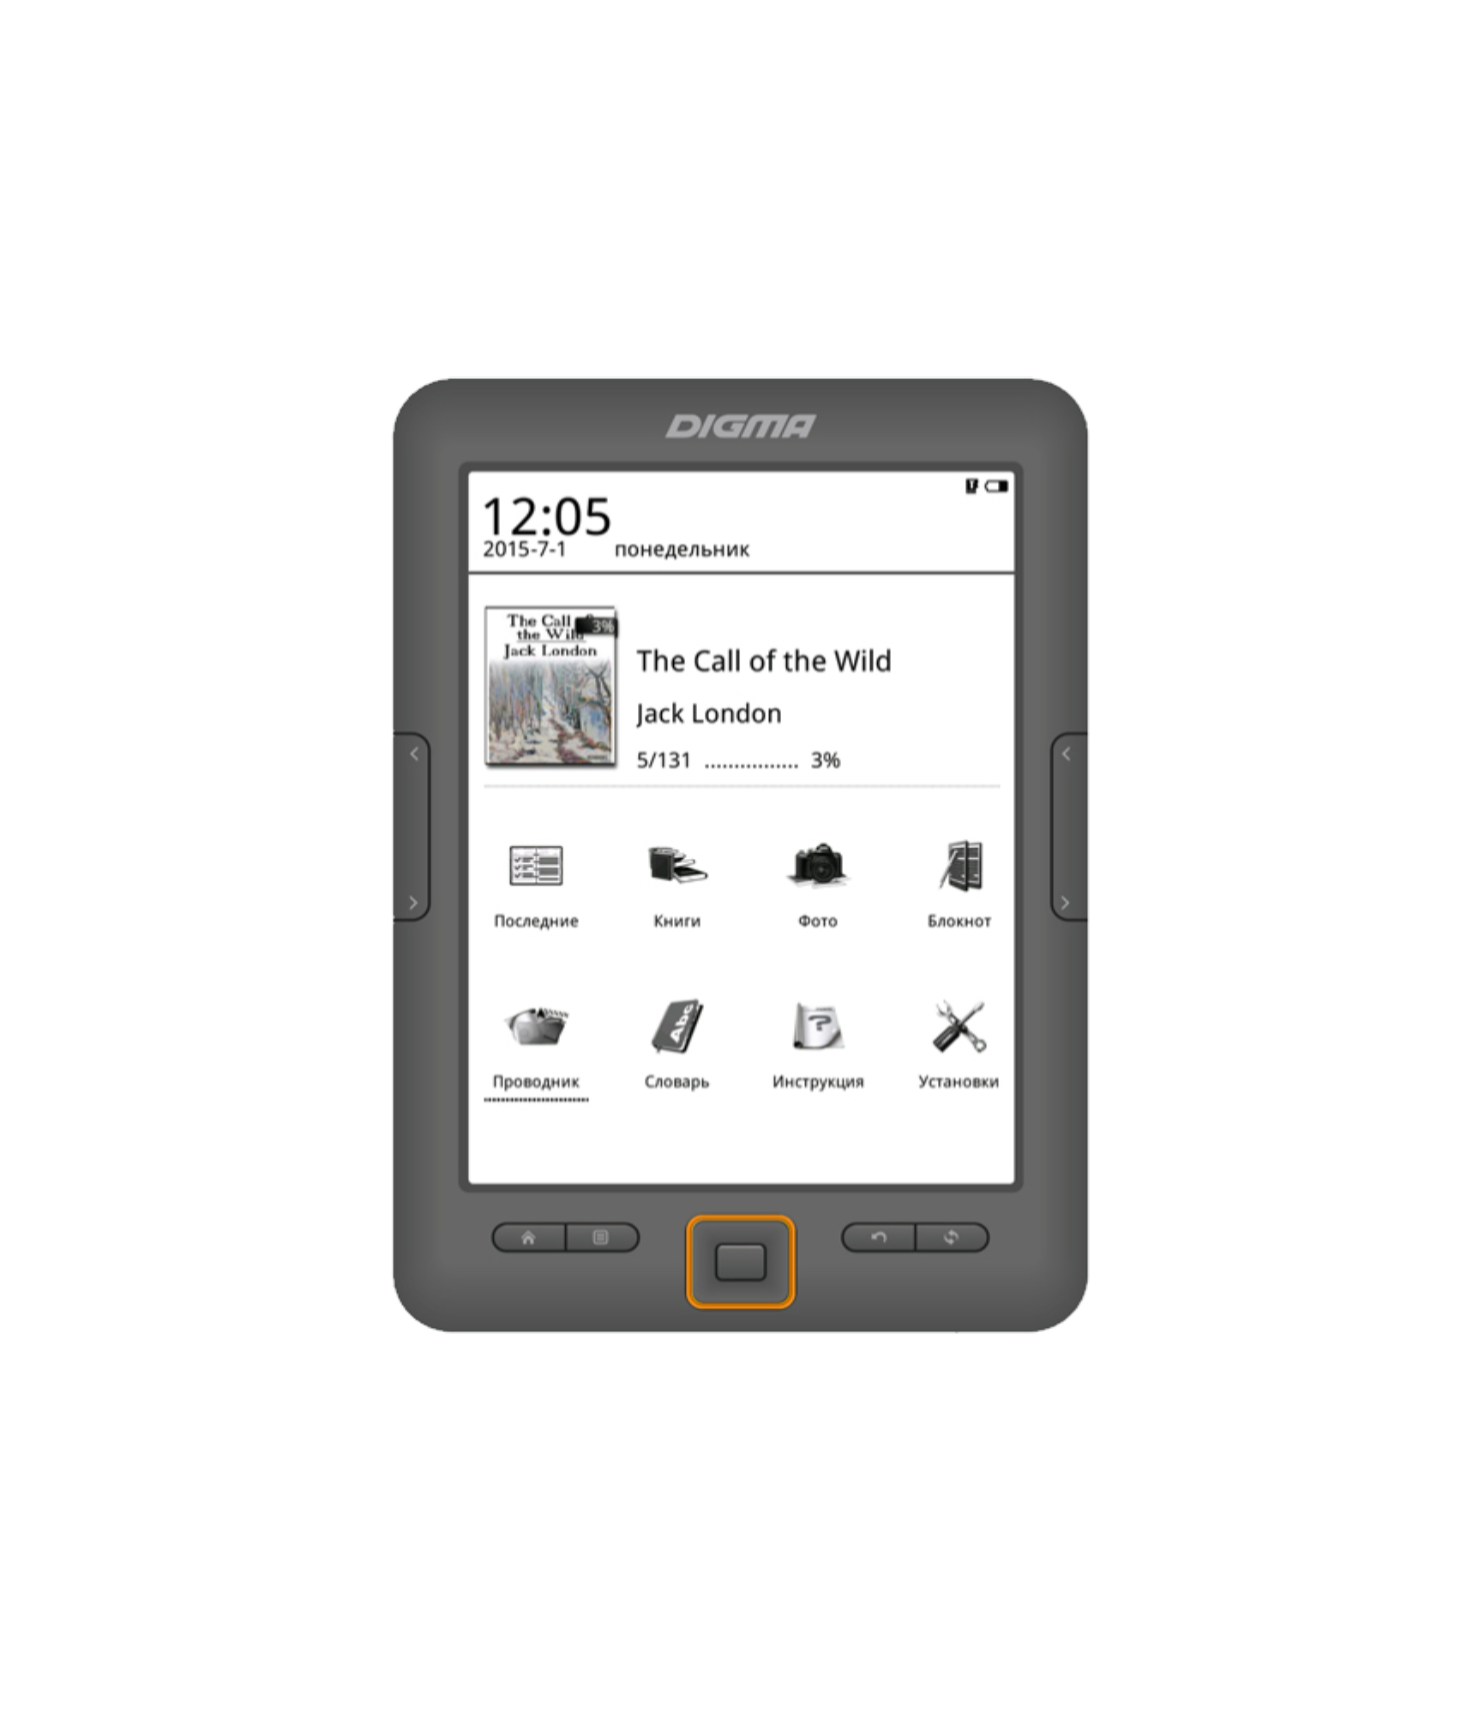 DIGMA
12:05
2015-7-1 понедельник
The Call of
the Wild
Jack London
3%
The Call of the Wild
Jack London
5/131 ................ 3%
Последние Книги Фото Блокнот
Abc
?
Проводник Словарь Инструкция Установки